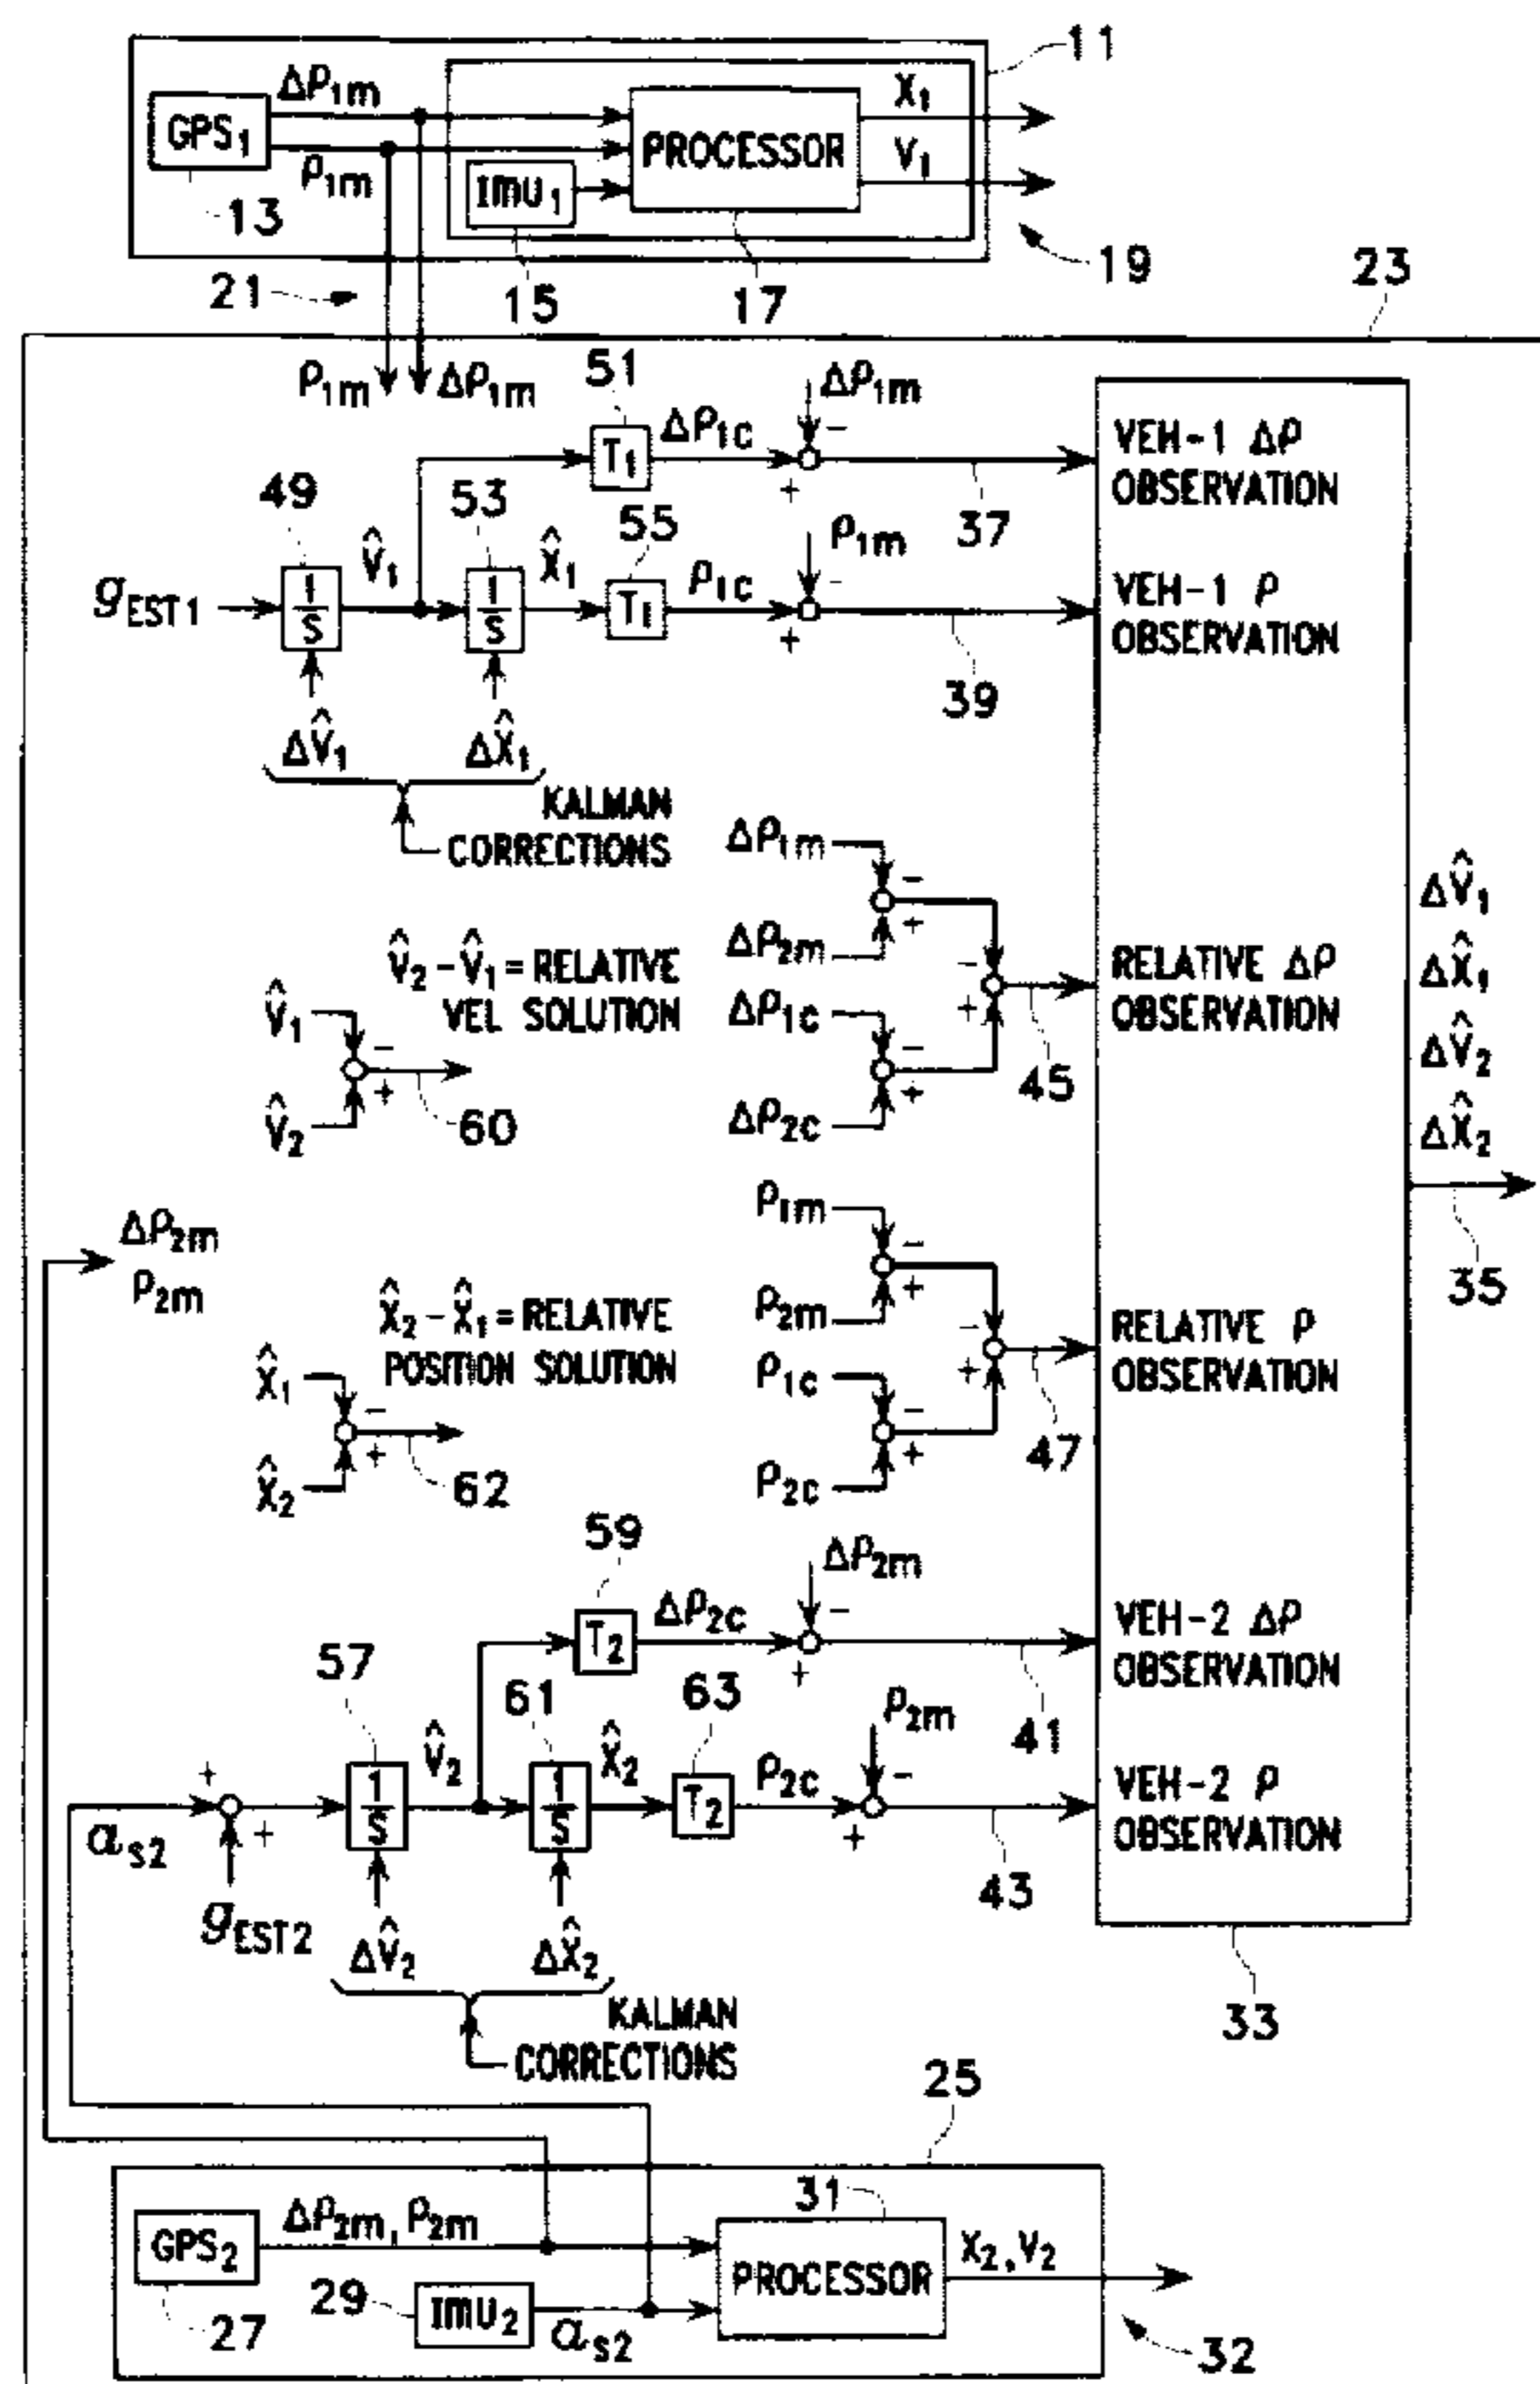 11
ΔP₁ₘ
GPS₁
ρ₁ₘ
13
IMU₁
15
PROCESSOR
17
X₁
V₁
19
21
23
ρ₁ₘ
Δρ₁ₘ
51
T₁
Δρ₁c
Δρ₁ₘ
-
+
37
VEH-1 Δρ
OBSERVATION
49
53
55
g EST1
1/S
V̂₁
1/S
X̂₁
T₁
ρ₁c
ρ₁ₘ
-
+
39
VEH-1 ρ
OBSERVATION
ΔV̂₁
ΔX̂₁
KALMAN
CORRECTIONS
Δρ₁ₘ
-
Δρ₂ₘ
+
Δρ₁c
-
Δρ₂c
+
-
+
45
RELATIVE Δρ
OBSERVATION
V̂₂ - V̂₁ = RELATIVE
VEL SOLUTION
V̂₁
-
V̂₂
+
60
ΔV̂₁
ΔX̂₁
ΔV̂₂
ΔX̂₂
35
Δρ₂ₘ
ρ₂ₘ
ρ₁ₘ
-
ρ₂ₘ
+
ρ₁c
-
ρ₂c
+
-
+
47
RELATIVE ρ
OBSERVATION
X̂₂ - X̂₁ = RELATIVE
POSITION SOLUTION
X̂₁
-
X̂₂
+
62
59
T₂
Δρ₂c
Δρ₂ₘ
-
+
41
VEH-2 Δρ
OBSERVATION
57
61
63
a s2
+
+
g EST2
1/S
V̂₂
1/S
X̂₂
T₂
ρ₂c
ρ₂ₘ
-
+
43
VEH-2 ρ
OBSERVATION
ΔV̂₂
ΔX̂₂
KALMAN
CORRECTIONS
33
25
GPS₂
Δρ₂ₘ, ρ₂ₘ
27
29
IMU₂
a s2
31
PROCESSOR
X₂, V₂
32